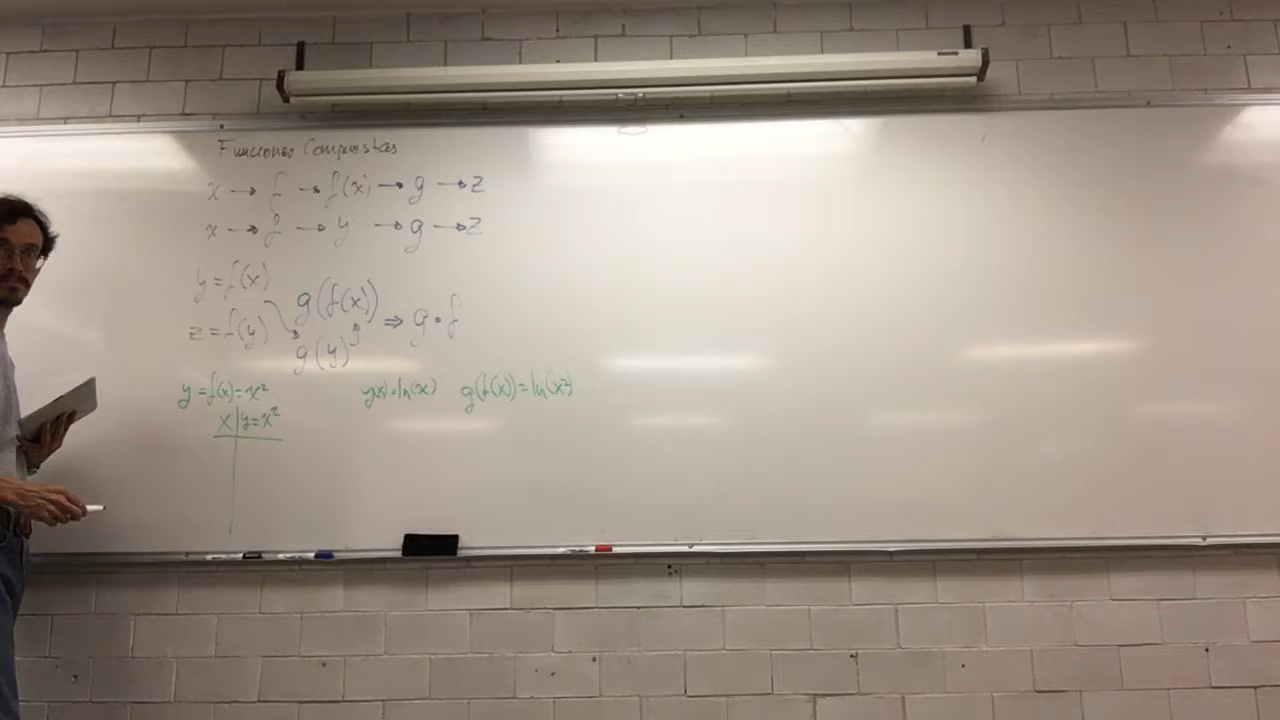 Funciones Compuestas
x → f → f(x) → g → z
x → f → y → g → z
y = f(x)
g(f(x))
z = f(y)
⇒ g • f
g(y)
y = f(x) = x²
g(x) = ln(x)
g(f(x)) = ln(x²)
x | y = x²